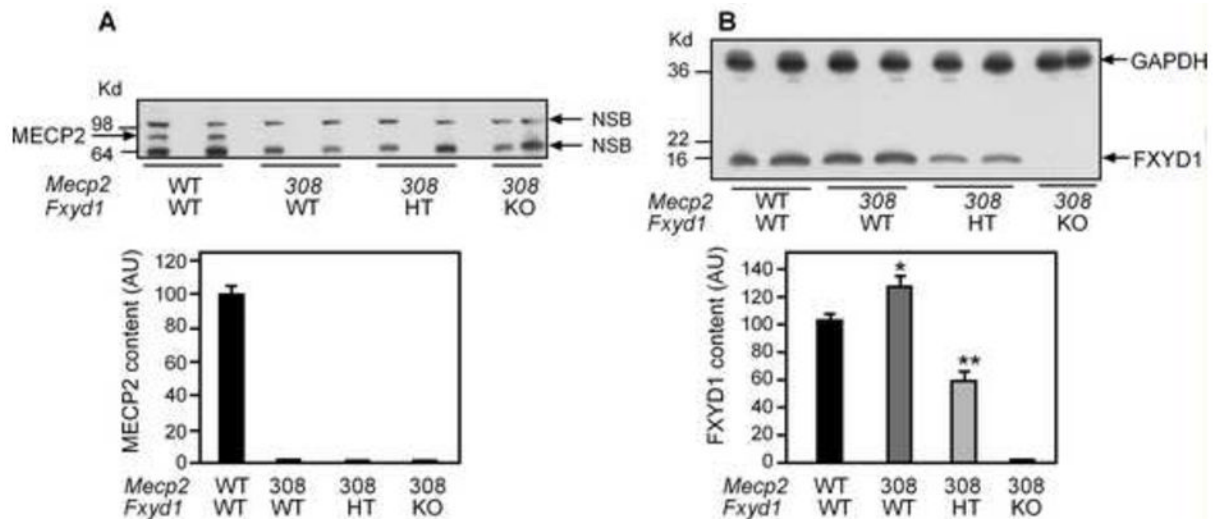 A
Kd
98
MECP2
64
NSB
NSB
Mecp2 WT 308 308 308
Fxyd1 WT WT HT KO
MECP2 content (AU)
120
100
80
60
40
20
0
Mecp2 WT 308 308 308
Fxyd1 WT WT HT KO
B
Kd
36
GAPDH
22
16
FXYD1
Mecp2 WT 308 308 308
Fxyd1 WT WT HT KO
FXYD1 content (AU)
140
120
100
80
60
40
20
0
*
**
Mecp2 WT 308 308 308
Fxyd1 WT WT HT KO